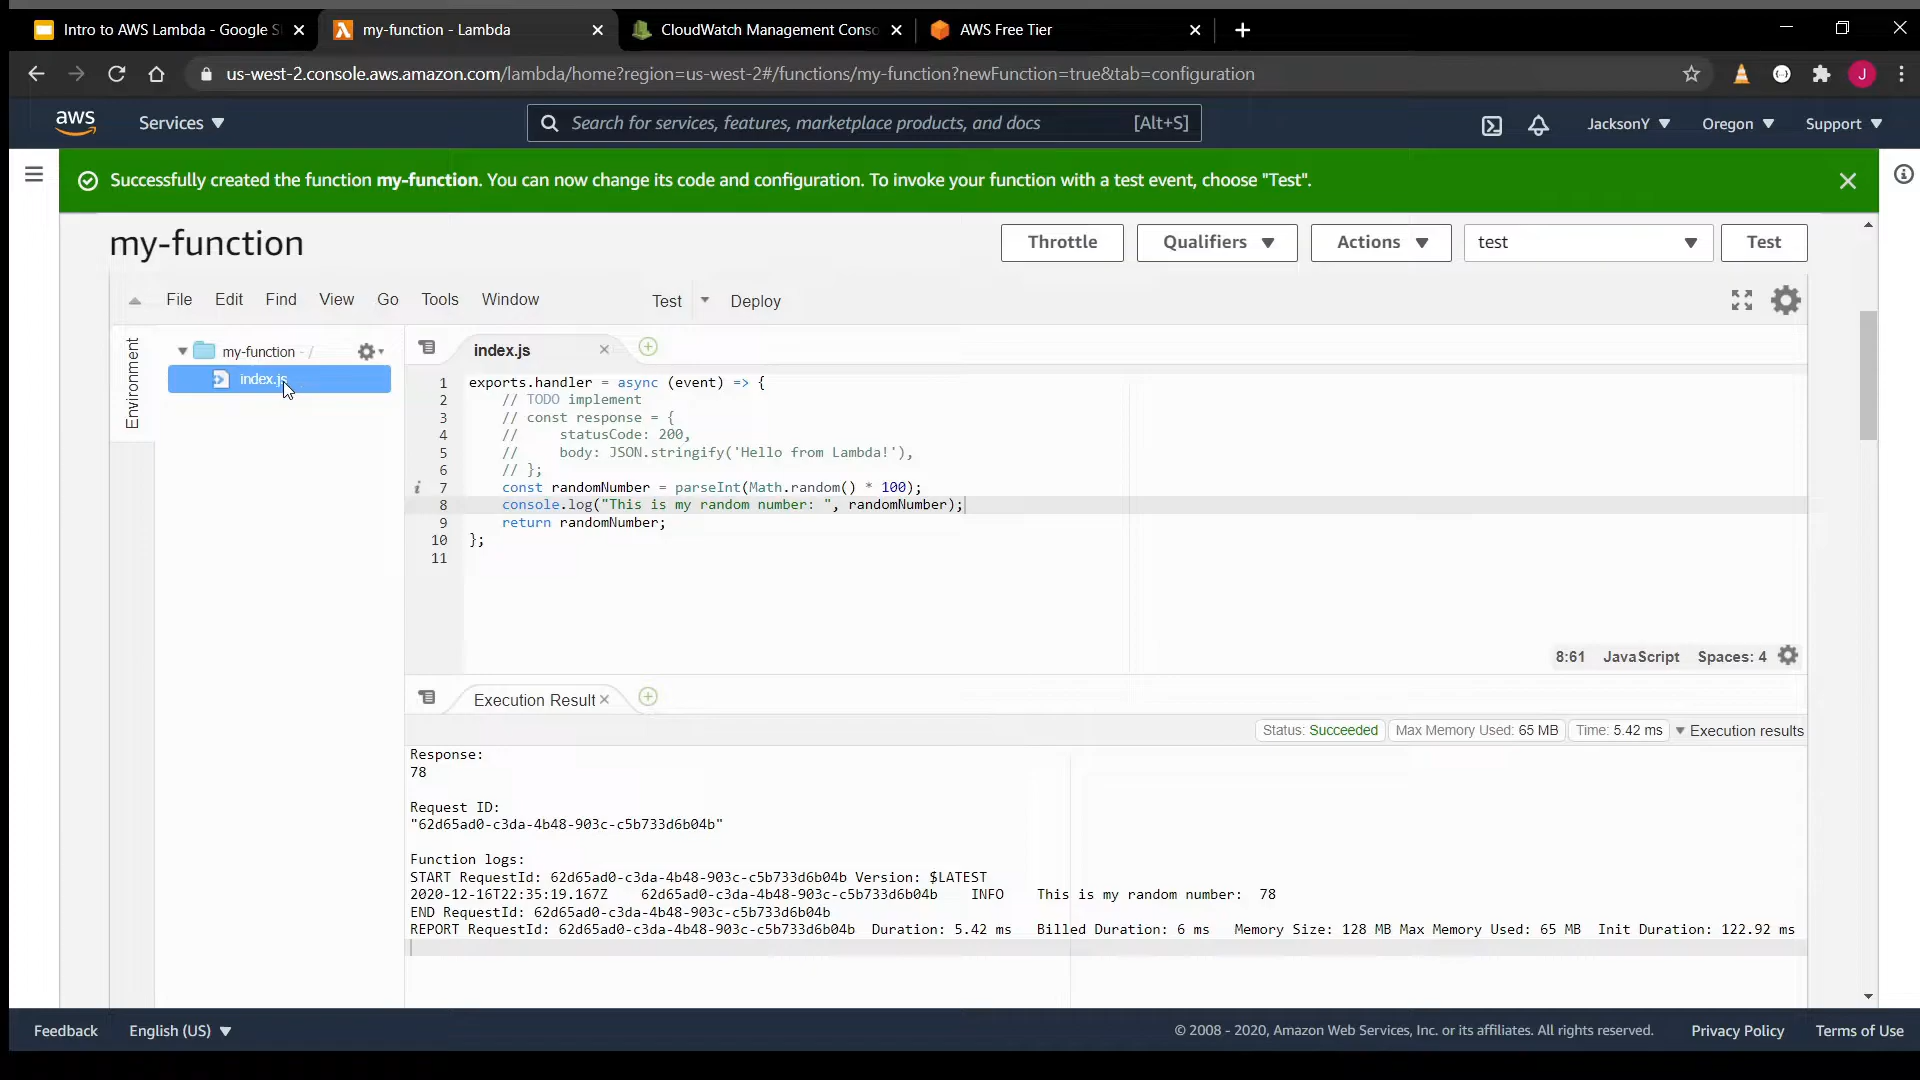 Intro to AWS Lambda - Google S
my-function - Lambda
CloudWatch Management Conso
AWS Free Tier
us-west-2.console.aws.amazon.com/lambda/home?region=us-west-2#/functions/my-function?newFunction=true&tab=configuration
J
aws
Services
Search for services, features, marketplace products, and docs
[Alt+S]
JacksonY
Oregon
Support
Successfully created the function my-function. You can now change its code and configuration. To invoke your function with a test event, choose "Test".
my-function
Throttle
Qualifiers
Actions
test
Test
File
Edit
Find
View
Go
Tools
Window
Test
Deploy
Environment
my-function - /
index.js
index.js
1 exports.handler = async (event) => {
2 // TODO implement
3 // const response = {
4 //     statusCode: 200,
5 //     body: JSON.stringify('Hello from Lambda!'),
6 // };
i 7 const randomNumber = parseInt(Math.random() * 100);
8 console.log("This is my random number: ", randomNumber);
9 return randomNumber;
10 };
11
8:61 JavaScript Spaces: 4
Execution Result
Status: Succeeded
Max Memory Used: 65 MB
Time: 5.42 ms
Execution results
Response:
78
Request ID:
"62d65ad0-c3da-4b48-903c-c5b733d6b04b"
Function logs:
START RequestId: 62d65ad0-c3da-4b48-903c-c5b733d6b04b Version: $LATEST
2020-12-16T22:35:19.167Z 62d65ad0-c3da-4b48-903c-c5b733d6b04b INFO This is my random number: 78
END RequestId: 62d65ad0-c3da-4b48-903c-c5b733d6b04b
REPORT RequestId: 62d65ad0-c3da-4b48-903c-c5b733d6b04b Duration: 5.42 ms Billed Duration: 6 ms Memory Size: 128 MB Max Memory Used: 65 MB Init Duration: 122.92 ms
Feedback
English (US)
© 2008 - 2020, Amazon Web Services, Inc. or its affiliates. All rights reserved.
Privacy Policy
Terms of Use